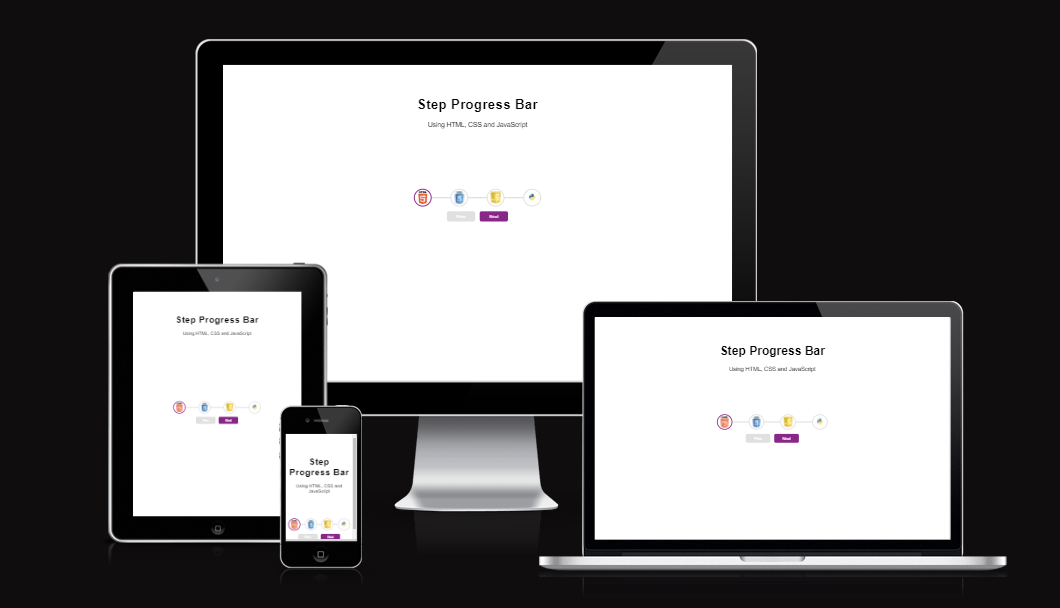 Step Progress Bar
Using HTML, CSS and JavaScript
HTML
Prev
Next
Step Progress Bar
Using HTML, CSS and JavaScript
Prev
Next
Step
Progress Bar
Using HTML, CSS and
JavaScript
Next
Step Progress Bar
Using HTML, CSS and JavaScript
Prev
Next